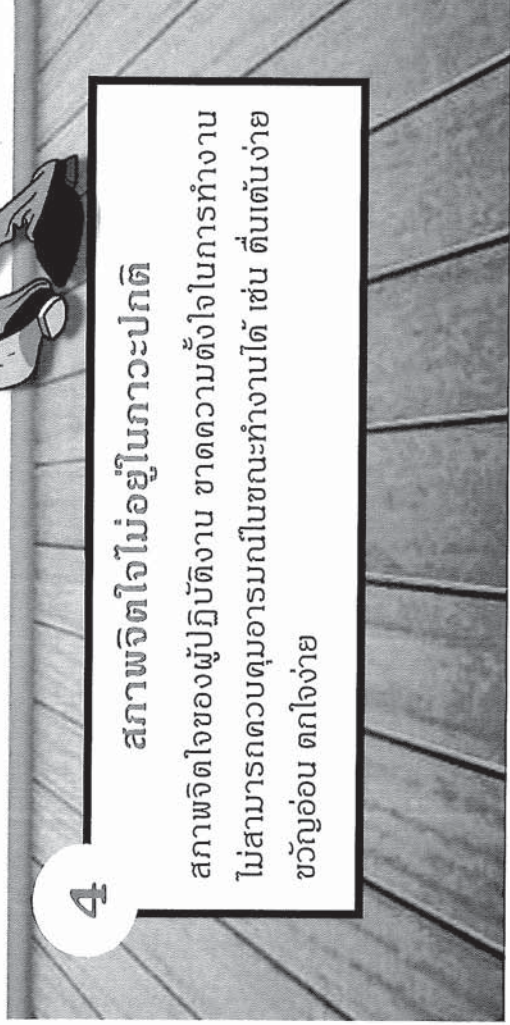 4
สภาพจิตใจไม่อยู่ในภาวะปกติ
สภาพจิตใจของผู้ปฏิบัติงาน ขาดความตั้งใจในการทำงาน
ไม่สามารถควบคุมอารมณ์ในขณะทำงานได้ เช่น ตื่นเต้นง่าย
ขวัญอ่อน ตกใจง่าย